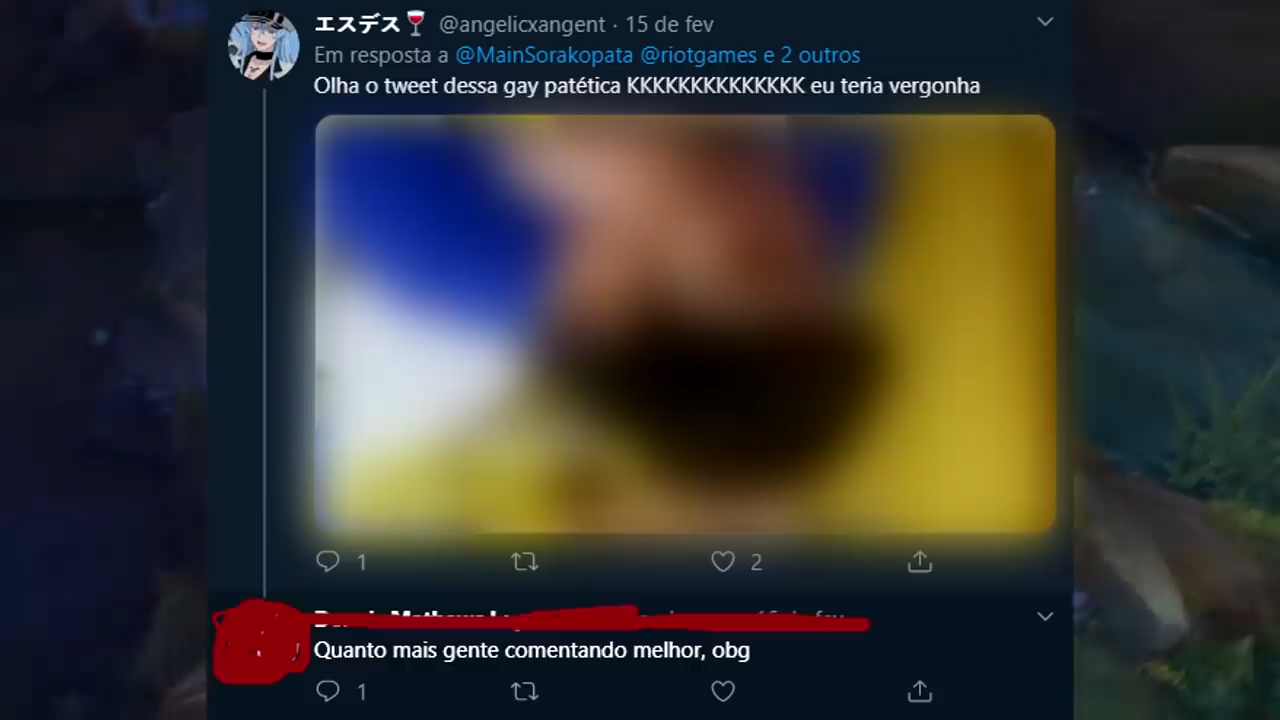 エスデス🍷 @angelicxangent · 15 de fev
Em resposta a @MainSorakopata @riotgames e 2 outros
Olha o tweet dessa gay patética KKKKKKKKKKKKKK eu teria vergonha
1
2
Quanto mais gente comentando melhor, obg
1